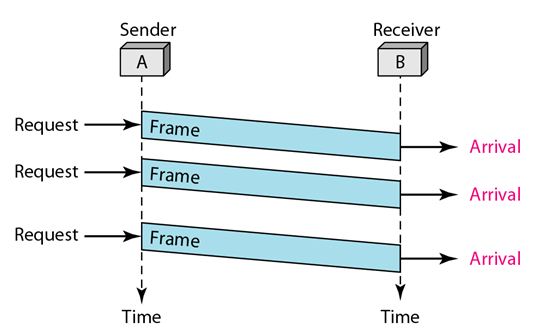 Sender Receiver
A B
Request Frame Arrival
Request Frame Arrival
Request Frame Arrival
Time Time